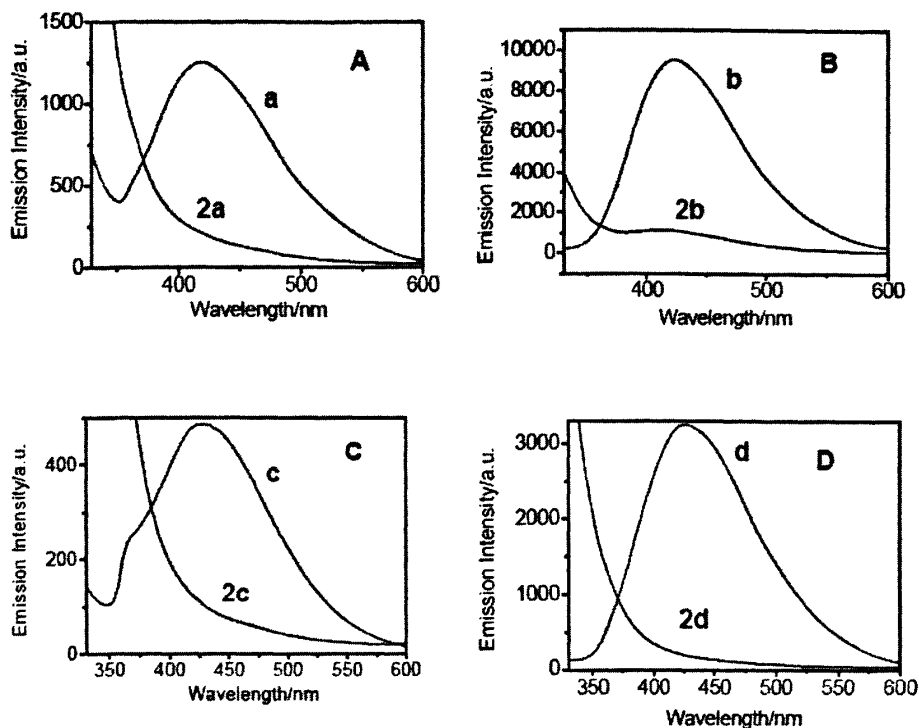 A
a
2a
Emission Intensity/a.u.
1500
1000
500
0
400
500
600
Wavelength/nm
B
b
2b
Emission Intensity/a.u.
10000
8000
6000
4000
2000
0
400
500
600
Wavelength/nm
C
c
2c
Emission Intensity/a.u.
400
200
0
350
400
450
500
550
600
Wavelength/nm
D
d
2d
Emission Intensity/a.u.
3000
2000
1000
0
350
400
450
500
550
600
Wavelength/nm